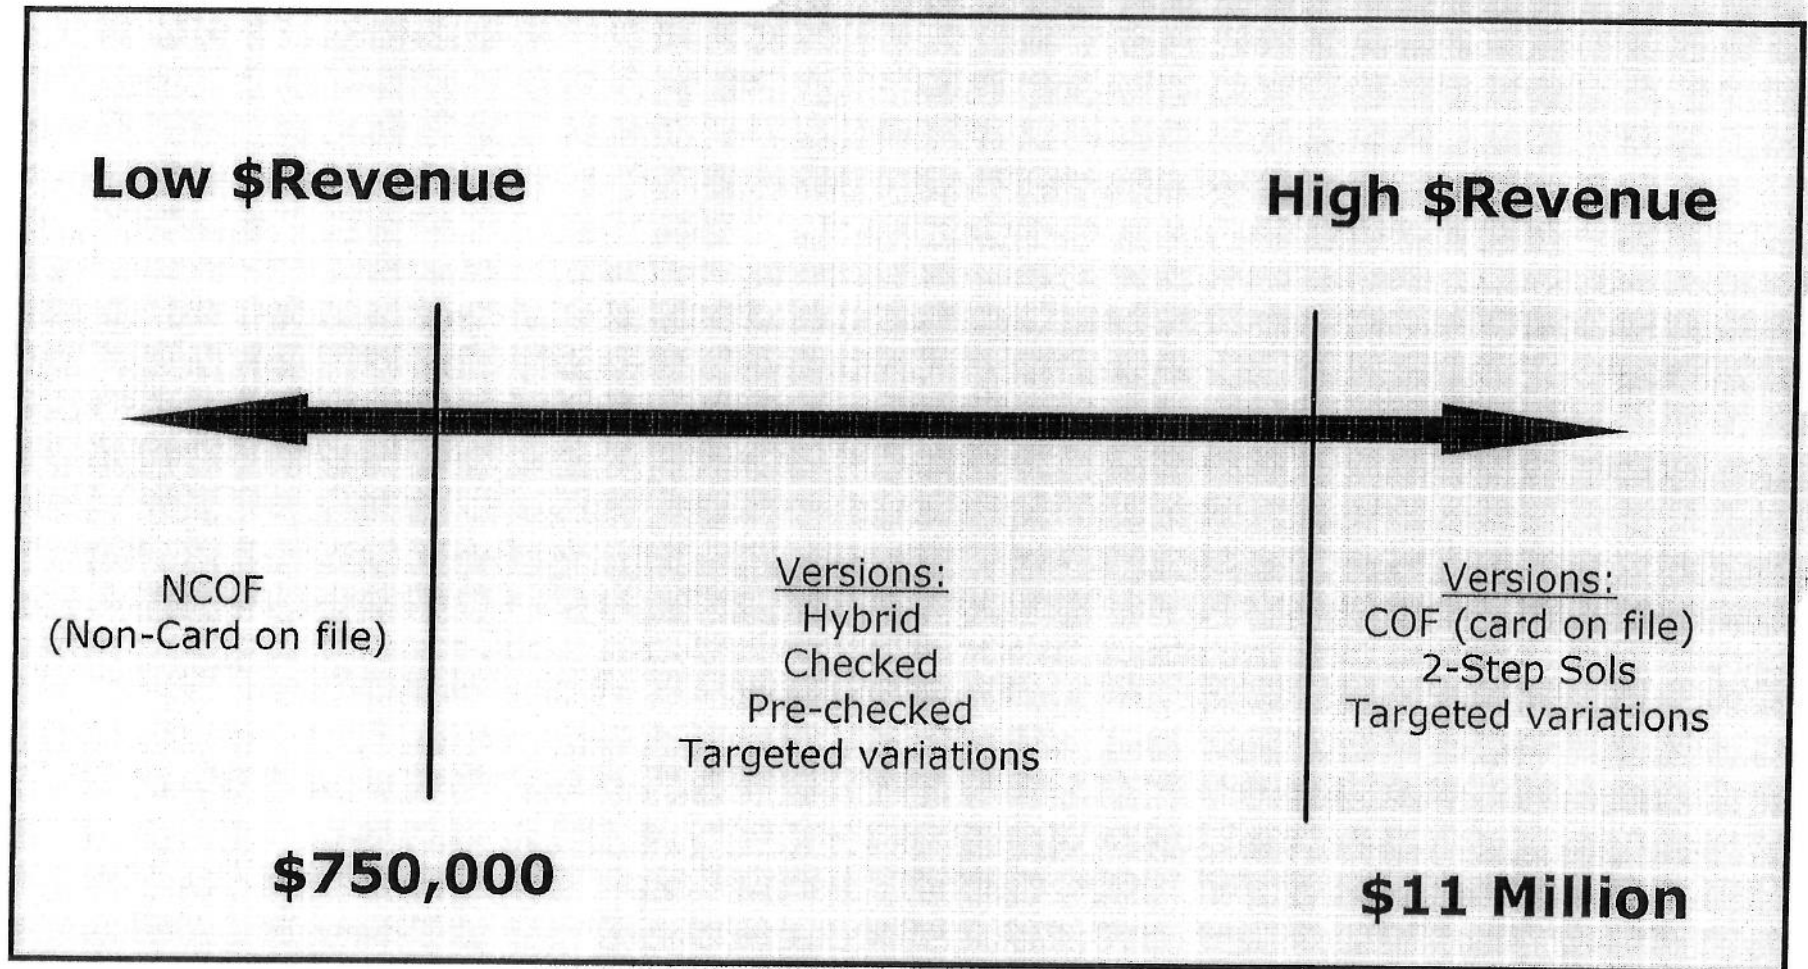 Low $Revenue
High $Revenue
NCOF
(Non-Card on file)
Versions:
Hybrid
Checked
Pre-checked
Targeted variations
Versions:
COF (card on file)
2-Step Sols
Targeted variations
$750,000
$11 Million